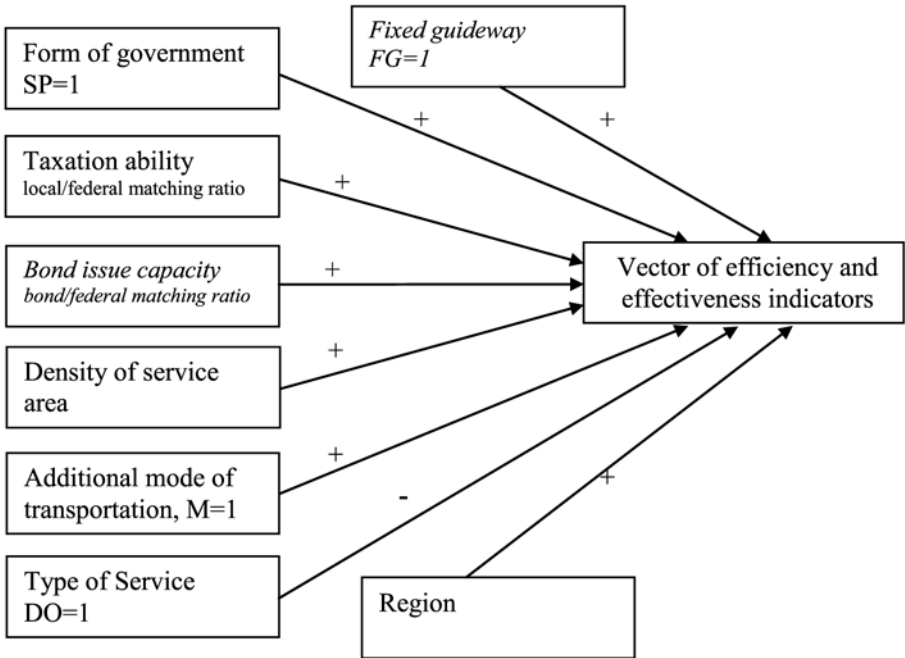 Form of government
SP=1
Fixed guideway
FG=1
+
+
Taxation ability
local/federal matching ratio
+
Bond issue capacity
bond/federal matching ratio
+
Vector of efficiency and
effectiveness indicators
Density of service
area
+
Additional mode of
transportation, M=1
+
-
+
Type of Service
DO=1
Region